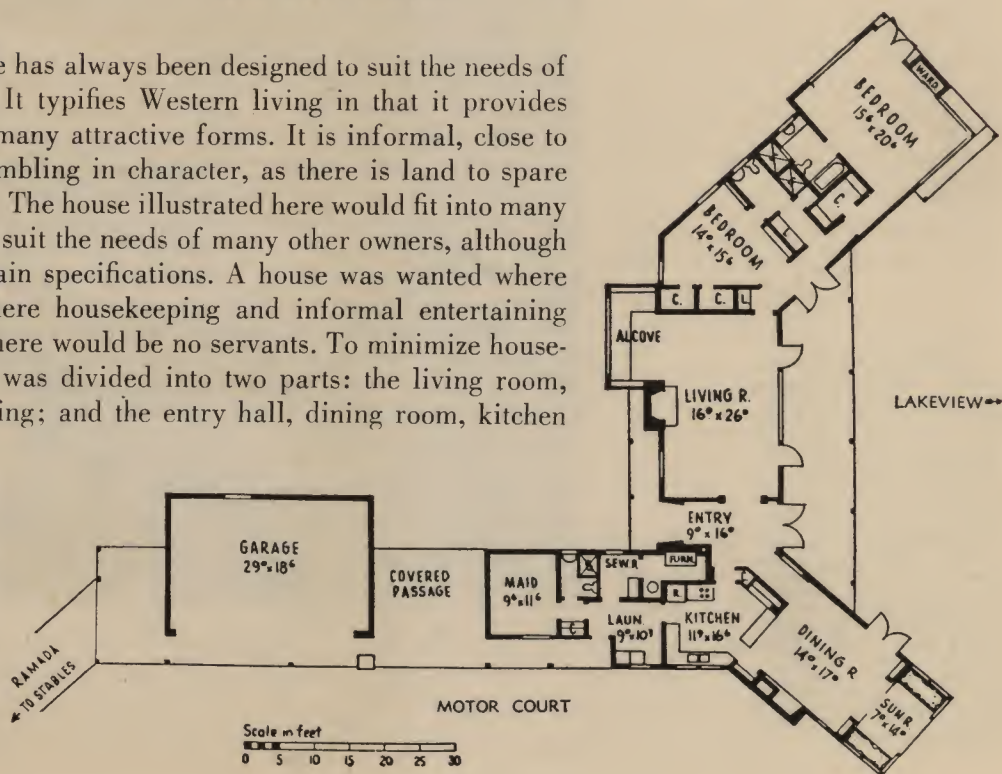 e has always been designed to suit the needs of
It typifies Western living in that it provides
many attractive forms. It is informal, close to
mbling in character, as there is land to spare
The house illustrated here would fit into many
suit the needs of many other owners, although
ain specifications. A house was wanted where
ere housekeeping and informal entertaining
here would be no servants. To minimize house-
was divided into two parts: the living room,
ing; and the entry hall, dining room, kitchen
WARD.
BEDROOM
15⁶ x 20⁶
C.
BEDROOM
14⁰ x 15⁶
L
C. C. L.
ALCOVE
LIVING R.
16⁰ x 26⁰
LAKEVIEW
ENTRY
9⁰ x 16⁰
GARAGE
29⁰ x 18⁶
COVERED
PASSAGE
MAID
9⁶ x 11⁶
C
SEW.R
FURN.
R.
LAUN.
9⁰ x 10⁹
KITCHEN
11⁹ x 16⁶
C
DINING R
14⁰ x 17⁰
SUN R.
7⁰ x 14⁰
RAMADA
TO STABLES
MOTOR COURT
Scale in feet
0 5 10 15 20 25 30